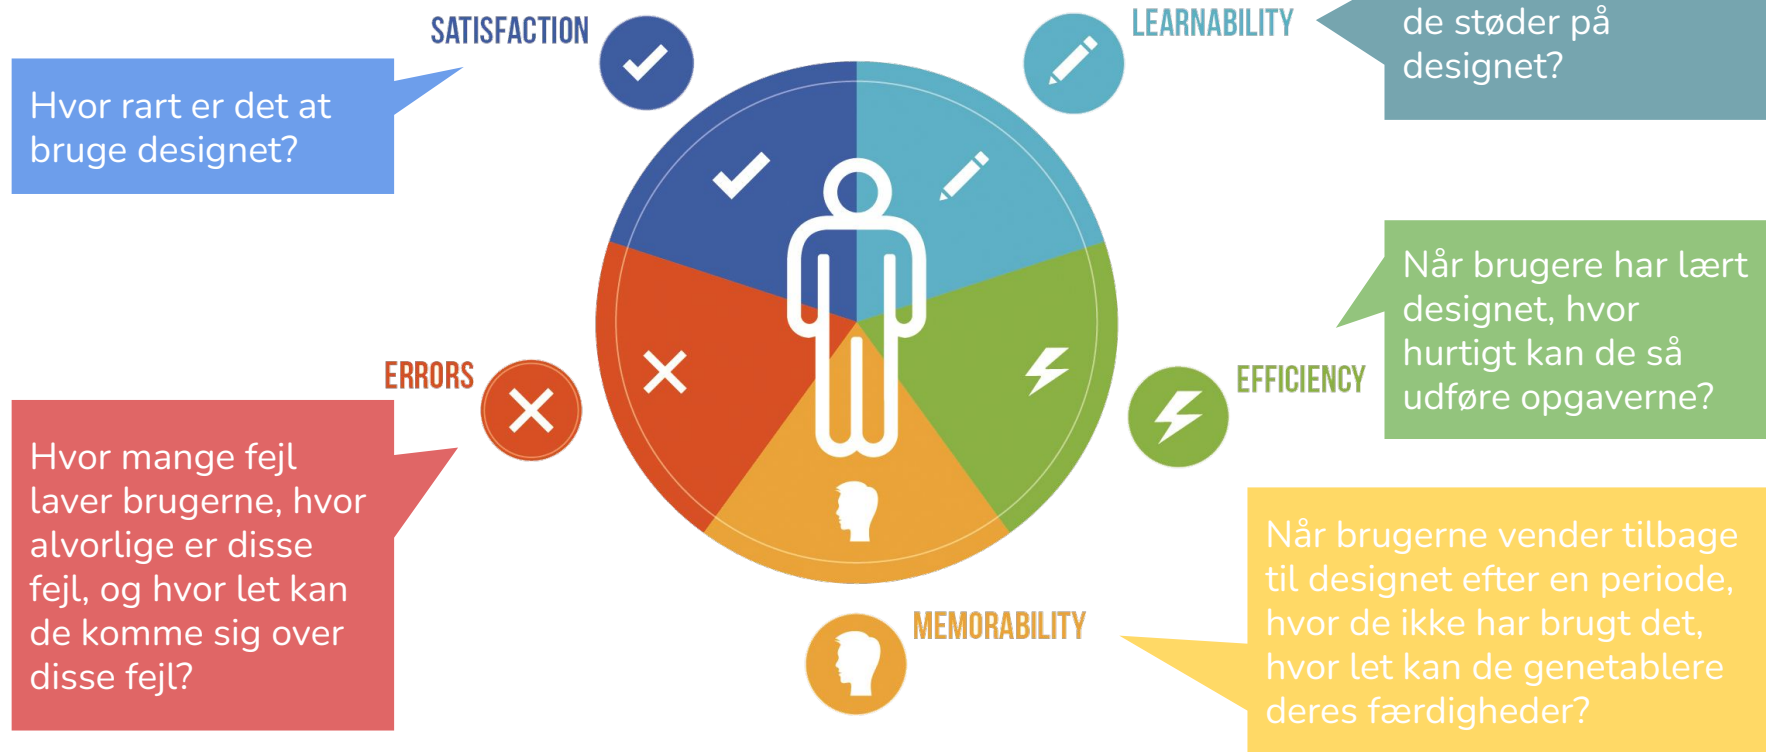 SATISFACTION
LEARNABILITY
de støder på
designet?
Hvor rart er det at
bruge designet?
Når brugere har lært
designet, hvor
hurtigt kan de så
udføre opgaverne?
ERRORS
EFFICIENCY
Hvor mange fejl
laver brugerne, hvor
alvorlige er disse
fejl, og hvor let kan
de komme sig over
disse fejl?
MEMORABILITY
Når brugerne vender tilbage
til designet efter en periode,
hvor de ikke har brugt det,
hvor let kan de genetablere
deres færdigheder?